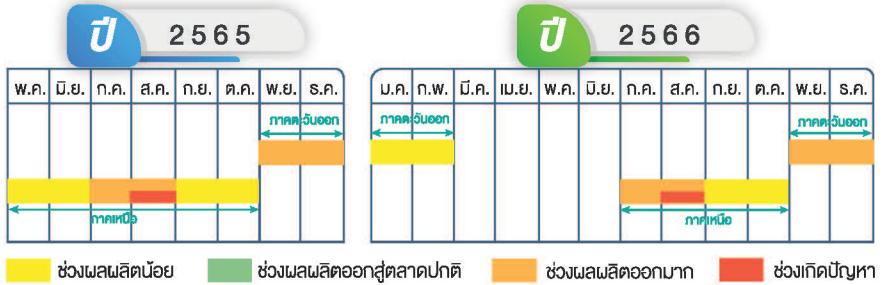 ปี 2565 ปี 2566
พ.ค. มิ.ย. ก.ค. ส.ค. ก.ย. ต.ค. พ.ย. ธ.ค. ม.ค. ก.พ. มี.ค. เม.ย. พ.ค. มิ.ย. ก.ค. ส.ค. ก.ย. ต.ค. พ.ย. ธ.ค.
ภาคตะวันออก ภาคตะวันออก ภาคตะวันออก
ภาคเหนือ ภาคเหนือ
ช่วงผลผลิตน้อย ช่วงผลผลิตออกสู่ตลาดปกติ ช่วงผลผลิตออกมาก ช่วงเกิดปัญหา